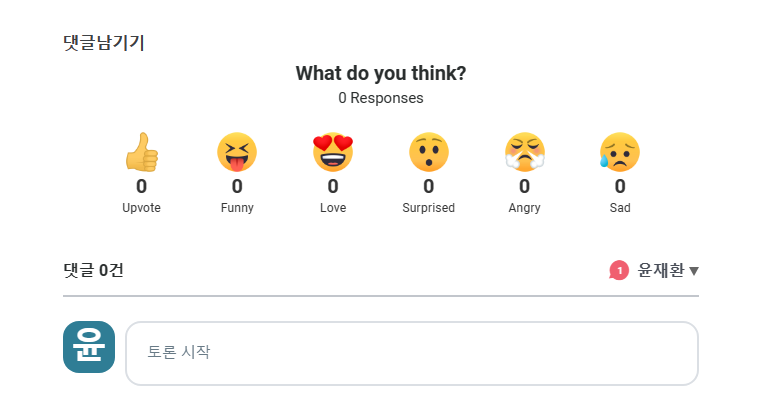 댓글남기기
What do you think?
0 Responses
0 0 0 0 0 0
Upvote Funny Love Surprised Angry Sad
댓글 0건 1 윤재환 ▼
윤 토론 시작